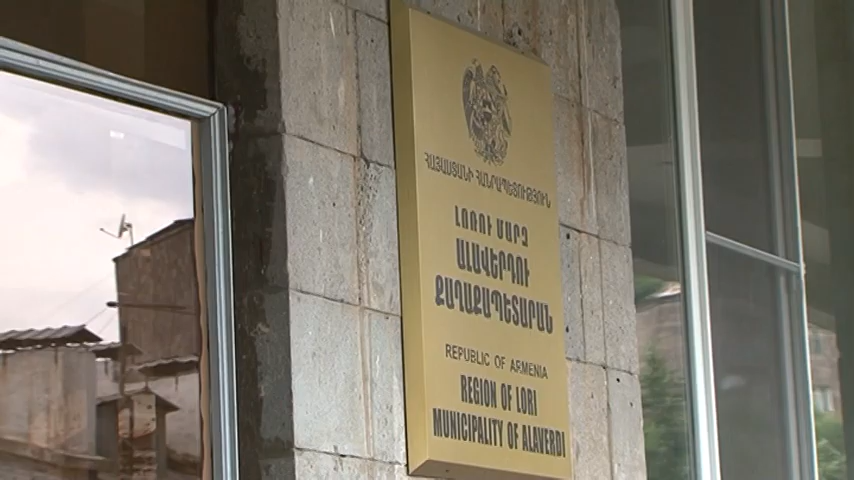 ՀԱՅԱՍՏԱՆԻ ՀԱՆՐԱՊԵՏՈՒԹՅՈՒՆ
ԼՈՌՈՒ ՄԱՐԶ
ԱԼԱՎԵՐԴՈՒ
ՔԱՂԱՔԱՊԵՏԱՐԱՆ
REPUBLIC OF ARMENIA
REGION OF LORI
MUNICIPALITY OF ALAVERDI